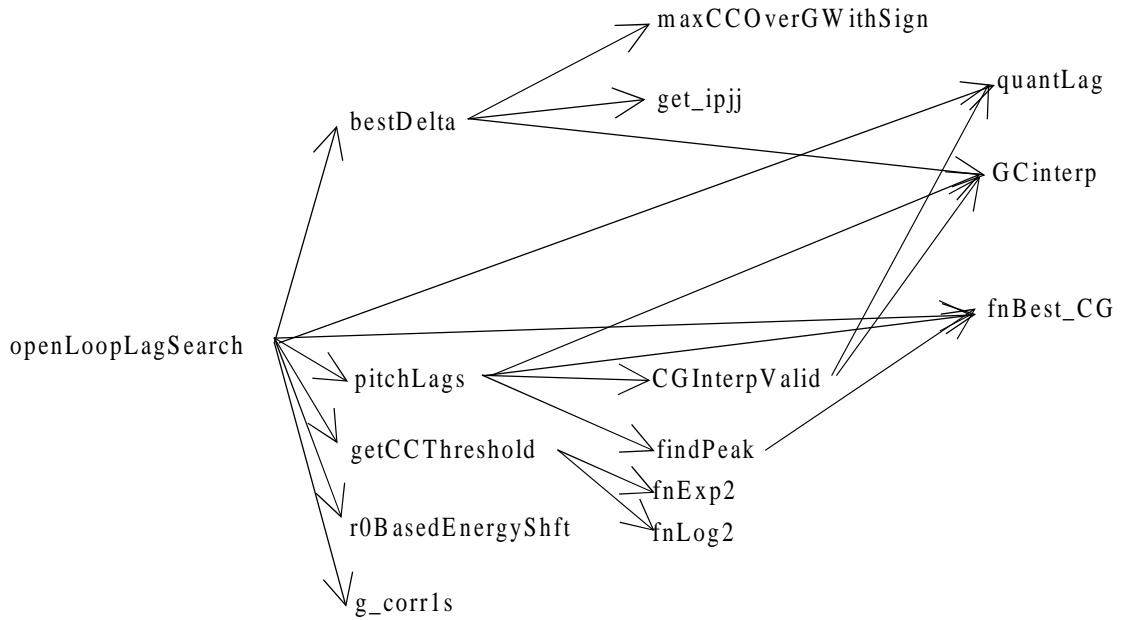 maxCCOverGWithSign
quantLag
get_ipjj
bestDelta
GCinterp
fnBest_CG
openLoopLagSearch
pitchLags
CGInterpValid
getCCThreshold
findPeak
fnExp2
r0BasedEnergyShft
fnLog2
g_corr1s